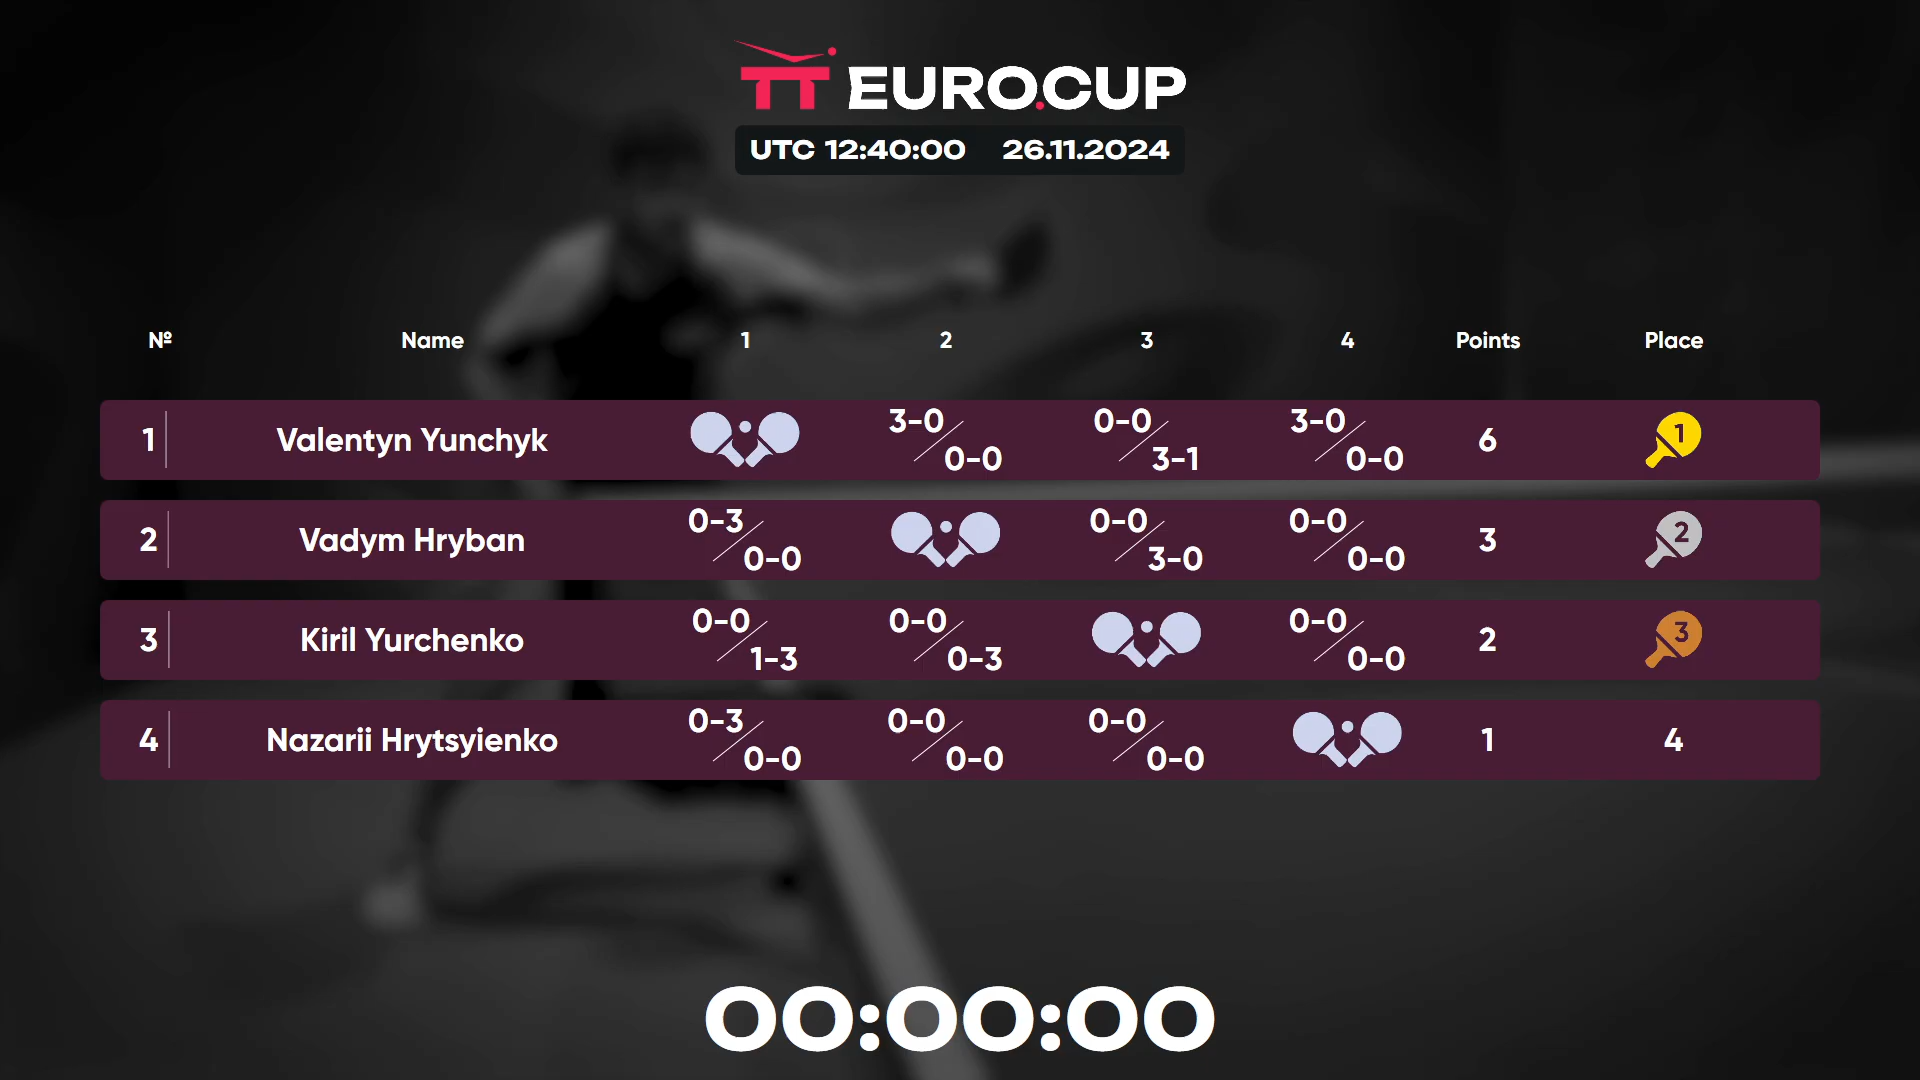 TT EURO.CUP
UTC 12:40:00 26.11.2024
Nº Name 1 2 3 4 Points Place
1 Valentyn Yunchyk 3-0 0-0 0-0 3-1 3-0 0-0 6 1
2 Vadym Hryban 0-3 0-0 0-0 3-0 0-0 0-0 3 2
3 Kiril Yurchenko 0-0 1-3 0-0 0-3 0-0 0-0 2 3
4 Nazarii Hrytsyienko 0-3 0-0 0-0 0-0 0-0 0-0 1 4
00:00:00